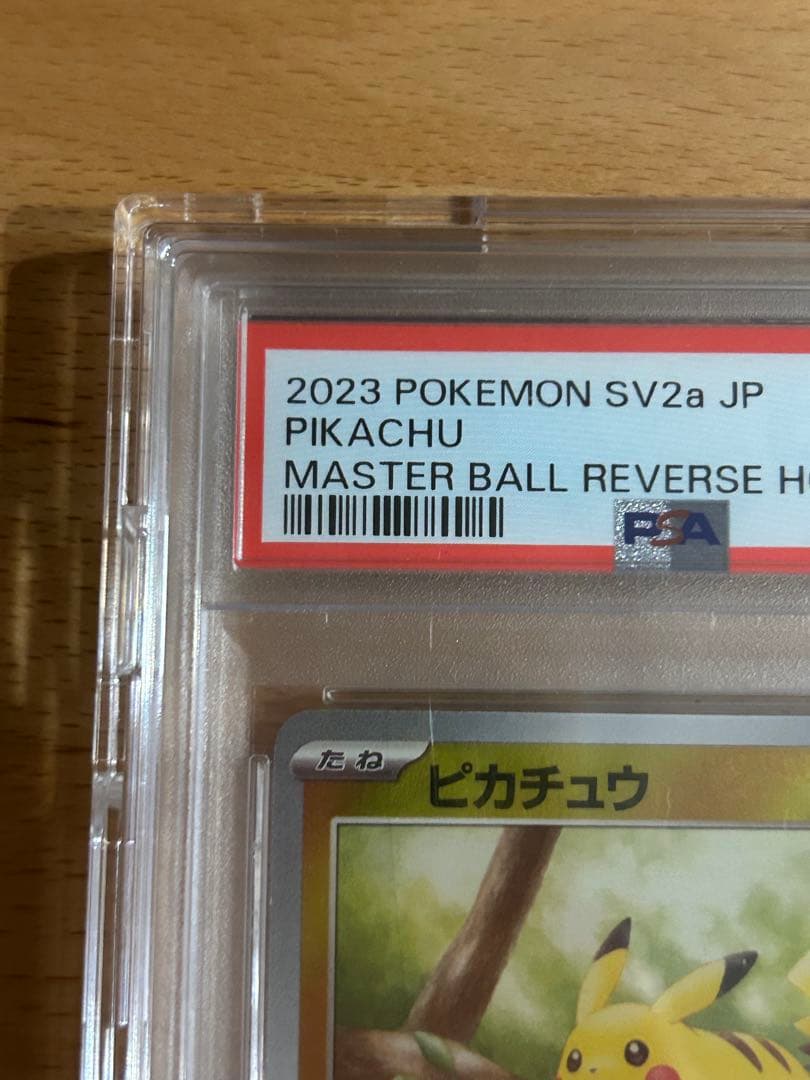 2023 POKEMON SV2a JP
PIKACHU
MASTER BALL REVERSE
PSA
たね
ピカチュウ